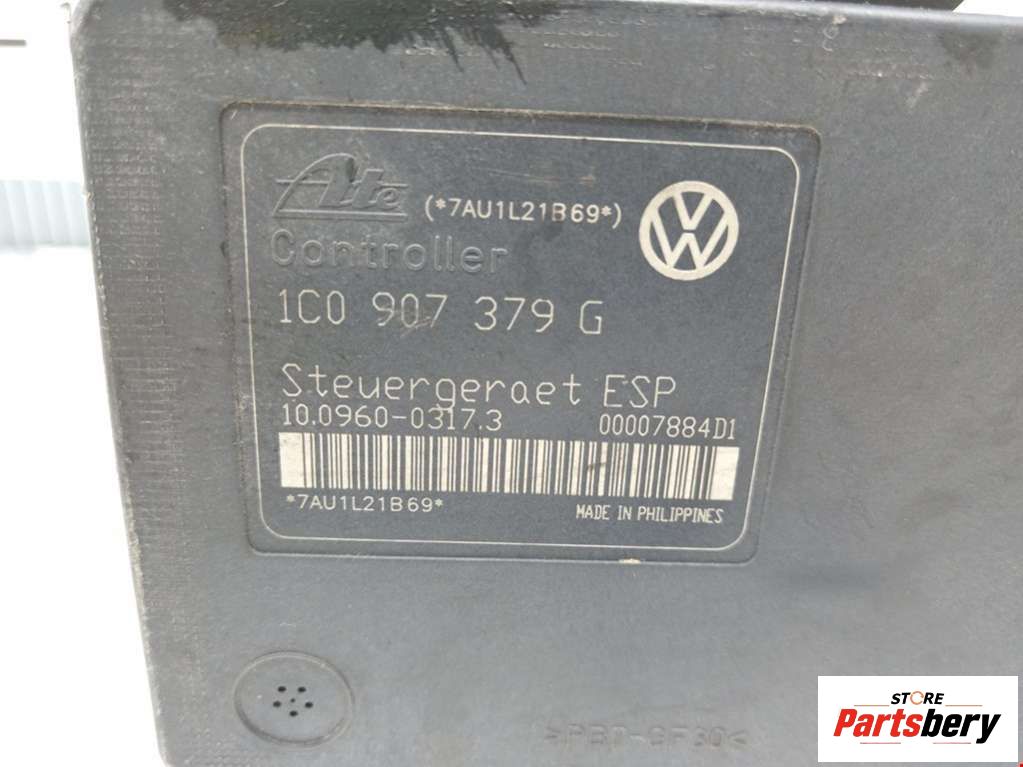 Ate (*7AU1L21B69*)
Controller
1C0 907 379 G
Steuergeraet ESP
10.0960-0317.3 00007884D1
*7AU1L21B69* MADE IN PHILIPPINES
STORE
Partsbery